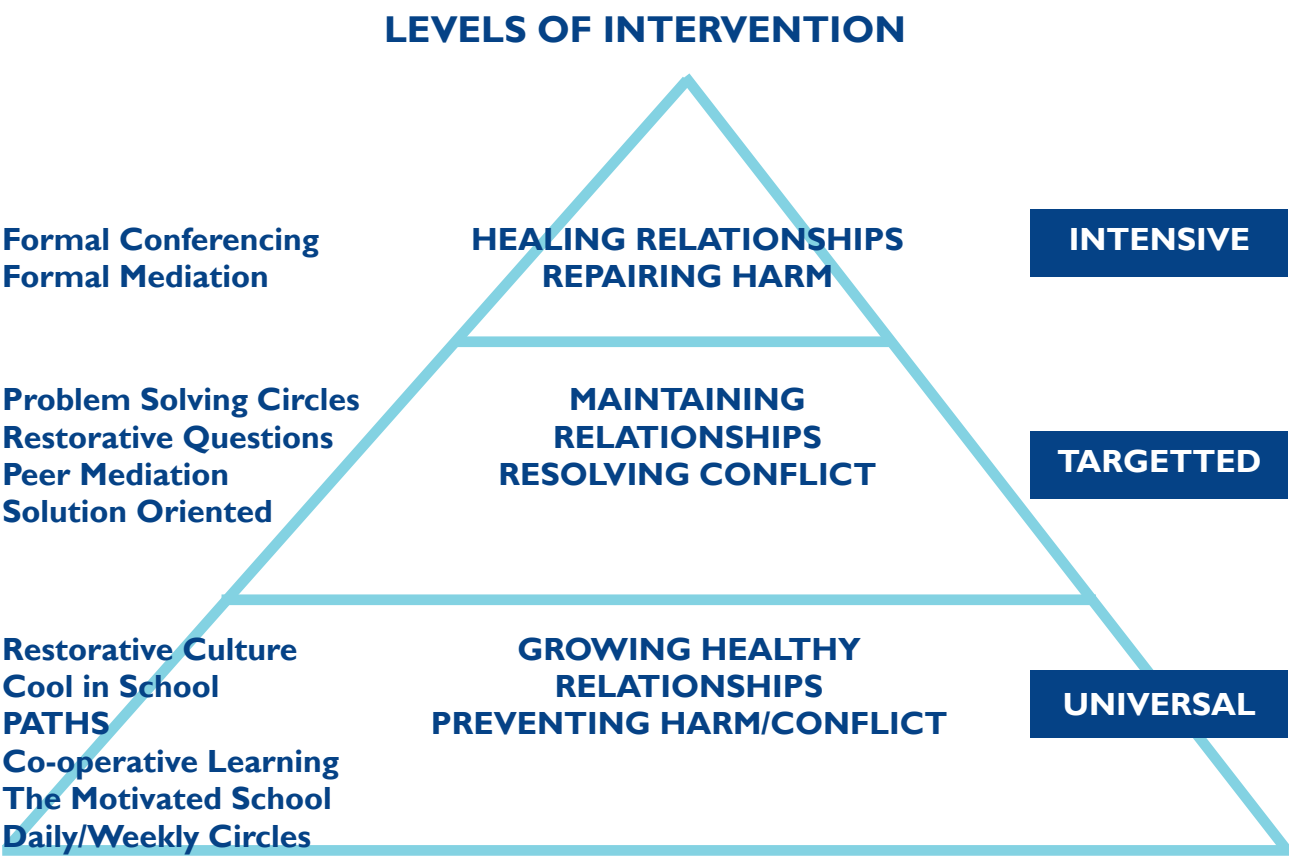 LEVELS OF INTERVENTION
Formal Conferencing
Formal Mediation
HEALING RELATIONSHIPS
REPAIRING HARM
INTENSIVE
Problem Solving Circles
Restorative Questions
Peer Mediation
Solution Oriented
MAINTAINING
RELATIONSHIPS
RESOLVING CONFLICT
TARGETTED
Restorative Culture
Cool in School
PATHS
Co-operative Learning
The Motivated School
Daily/Weekly Circles
GROWING HEALTHY
RELATIONSHIPS
PREVENTING HARM/CONFLICT
UNIVERSAL